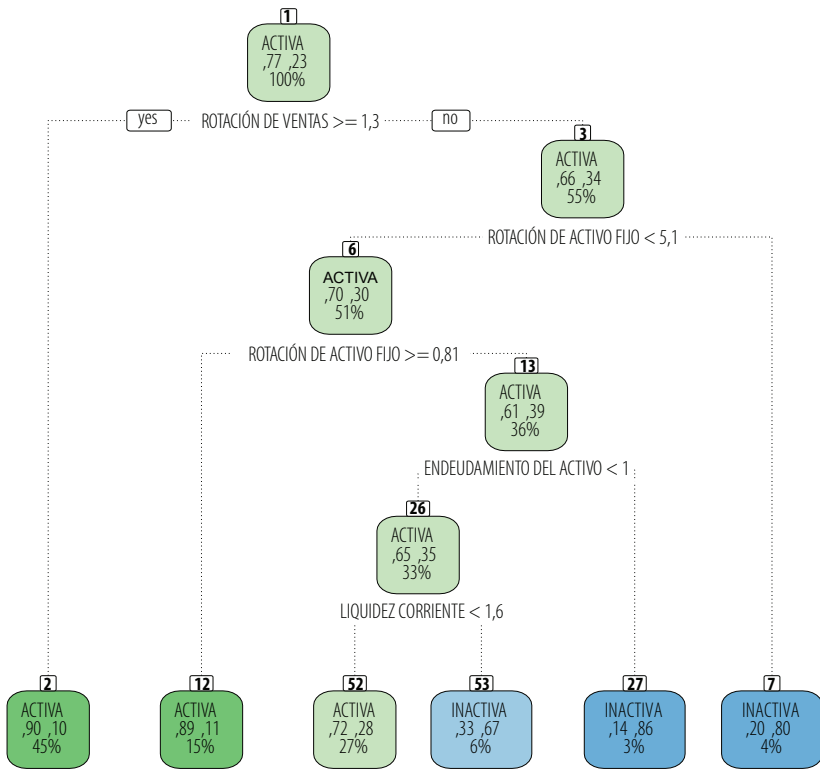 1
ACTIVA
,77 ,23
100%
yes ROTACIÓN DE VENTAS >= 1,3 no
3
ACTIVA
,66 ,34
55%
ROTACIÓN DE ACTIVO FIJO < 5,1
6
ACTIVA
,70 ,30
51%
ROTACIÓN DE ACTIVO FIJO >= 0,81
13
ACTIVA
,61 ,39
36%
ENDEUDAMIENTO DEL ACTIVO < 1
26
ACTIVA
,65 ,35
33%
LIQUIDEZ CORRIENTE < 1,6
2
ACTIVA
,90 ,10
45%
12
ACTIVA
,89 ,11
15%
52
ACTIVA
,72 ,28
27%
53
INACTIVA
,33 ,67
6%
27
INACTIVA
,14 ,86
3%
7
INACTIVA
,20 ,80
4%